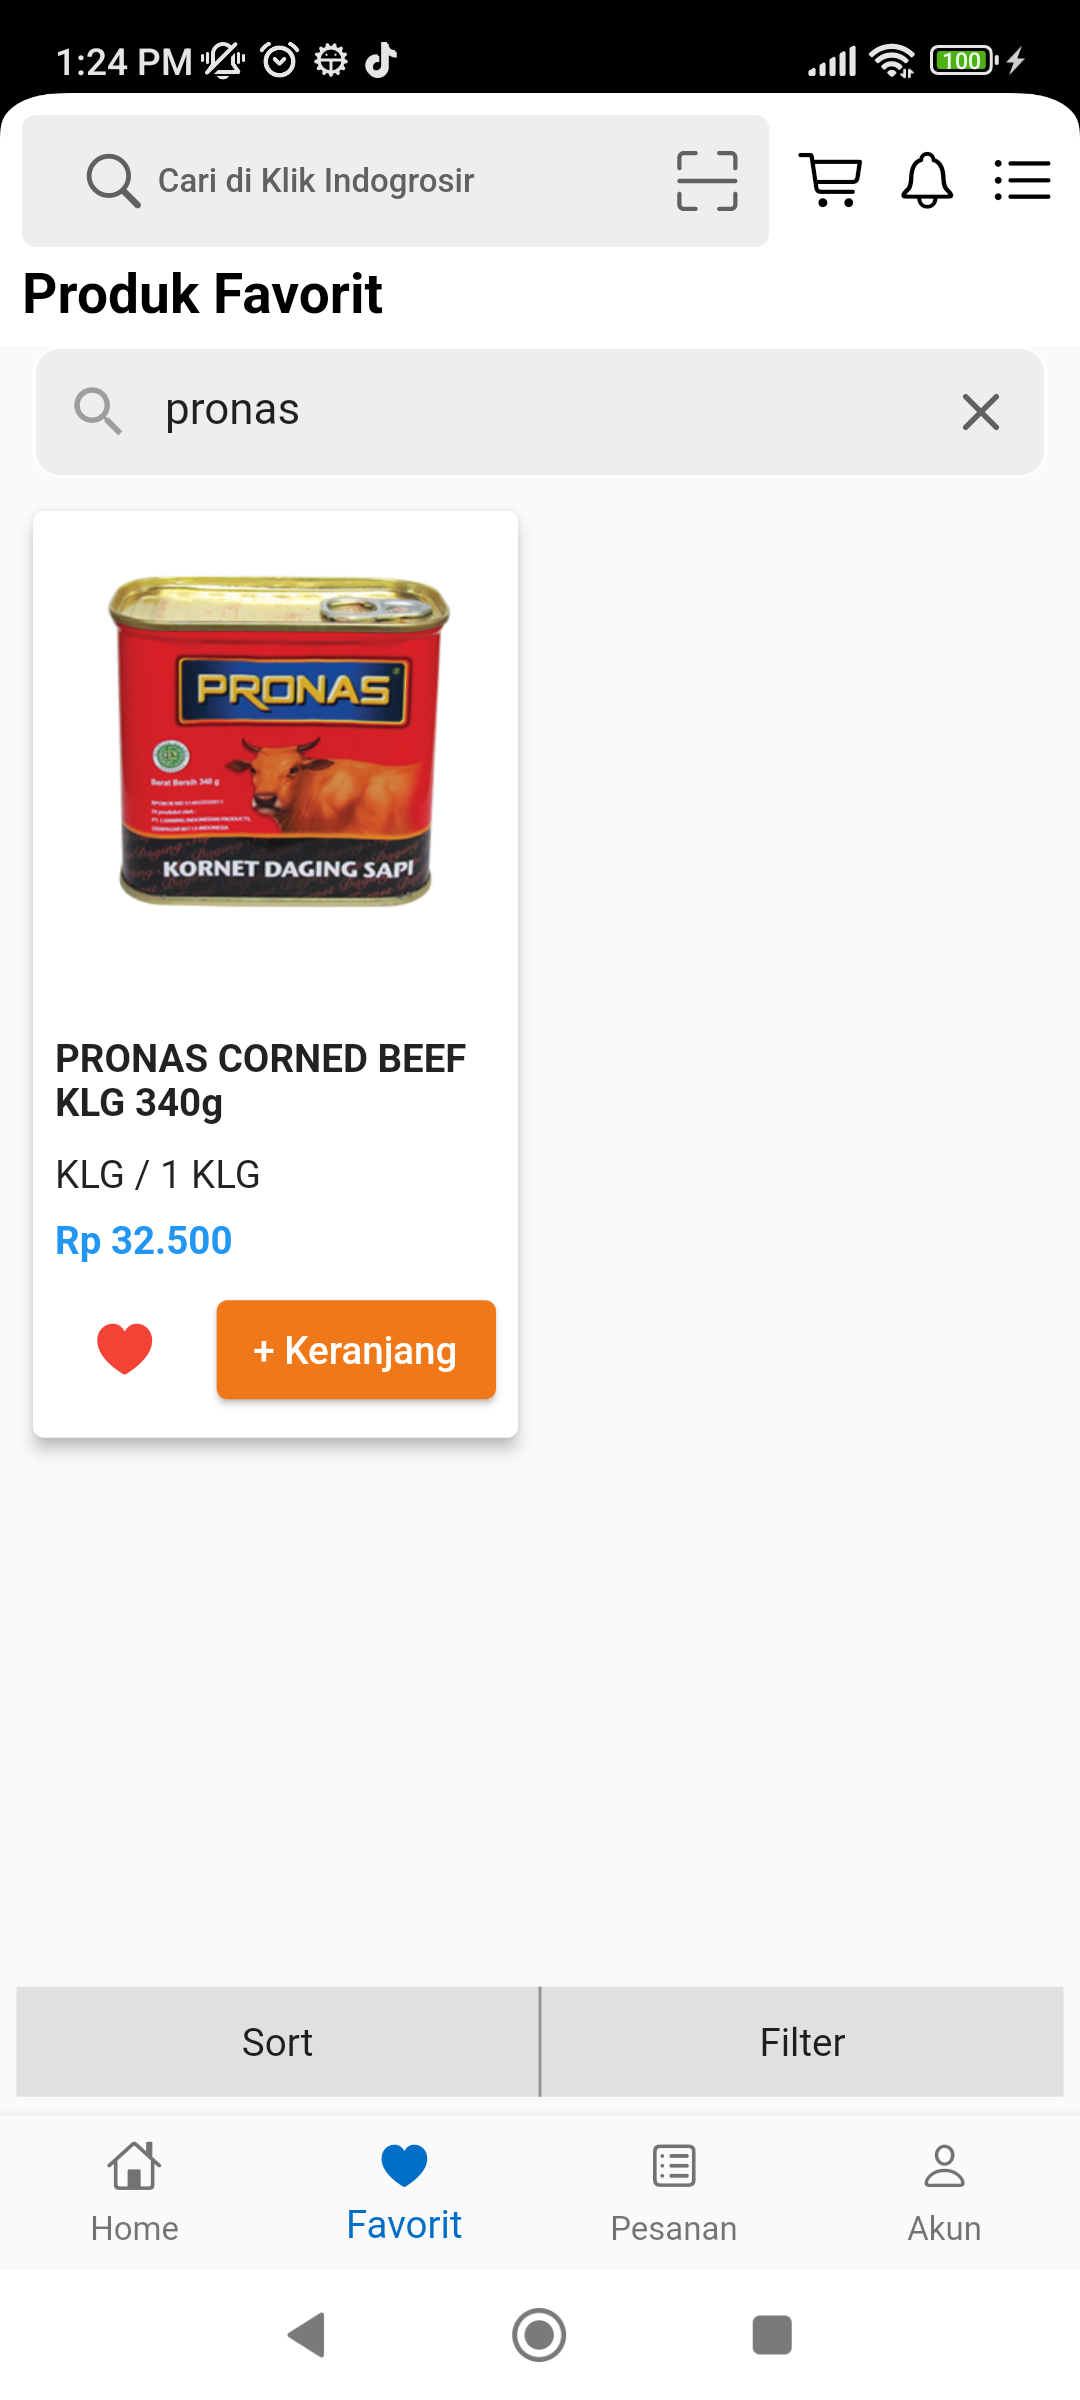 1:24 PM
100
Cari di Klik Indogrosir
Produk Favorit
pronas
PRONAS
Berat Bersih 340 g
KORNET DAGING SAPI
PRONAS CORNED BEEF
KLG 340g
KLG / 1 KLG
Rp 32.500
+ Keranjang
Sort
Filter
Home
Favorit
Pesanan
Akun